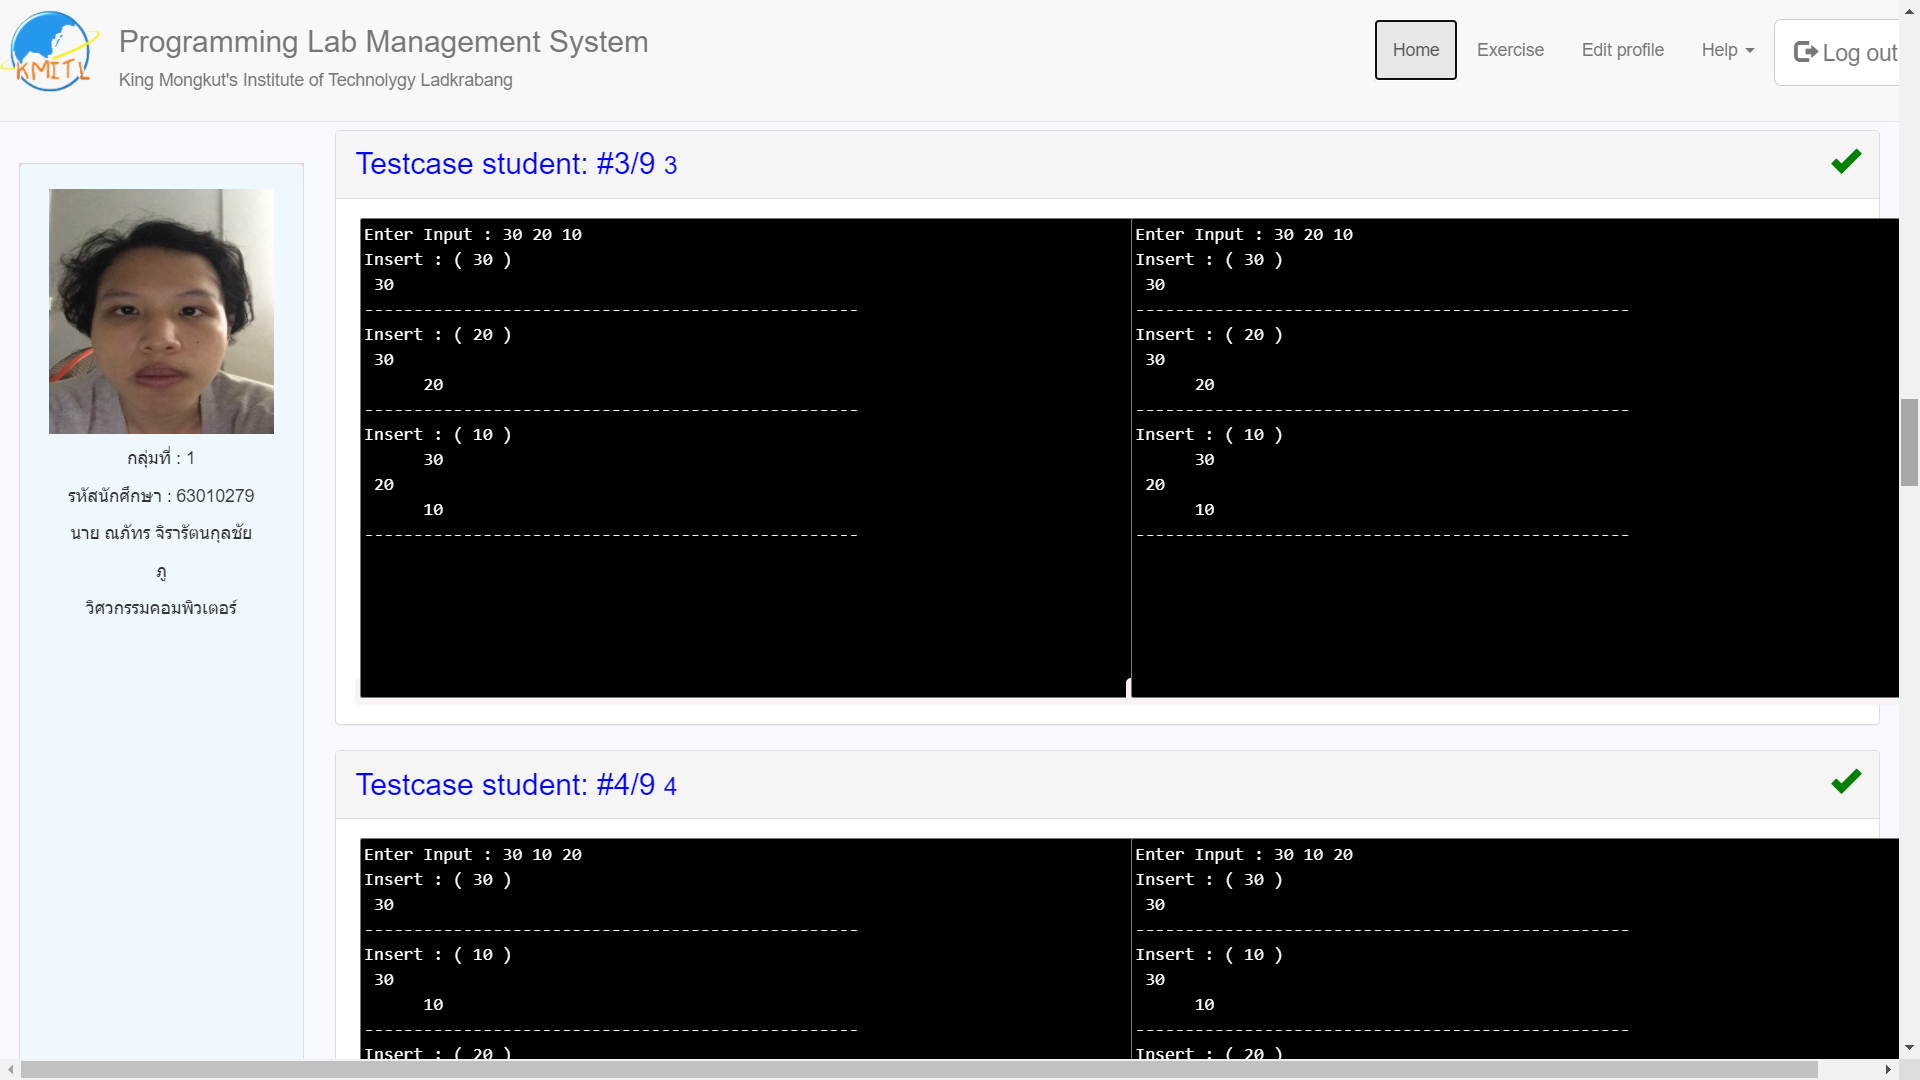 KMITL
Programming Lab Management System
King Mongkut's Institute of Technolygy Ladkrabang
Home
Exercise
Edit profile
Help
Log out
กลุ่มที่ : 1
รหัสนักศึกษา : 63010279
นาย ณภัทร จิรารัตนกุลชัย
ภู
วิศวกรรมคอมพิวเตอร์
Testcase student: #3/9 3
Enter Input : 30 20 10
Insert : ( 30 )
30
--------------------------------------------------
Insert : ( 20 )
30
20
--------------------------------------------------
Insert : ( 10 )
30
20
10
--------------------------------------------------
Enter Input : 30 20 10
Insert : ( 30 )
30
--------------------------------------------------
Insert : ( 20 )
30
20
--------------------------------------------------
Insert : ( 10 )
30
20
10
--------------------------------------------------
Testcase student: #4/9 4
Enter Input : 30 10 20
Insert : ( 30 )
30
--------------------------------------------------
Insert : ( 10 )
30
10
--------------------------------------------------
Insert : ( 20 )
Enter Input : 30 10 20
Insert : ( 30 )
30
--------------------------------------------------
Insert : ( 10 )
30
10
--------------------------------------------------
Insert : ( 20 )